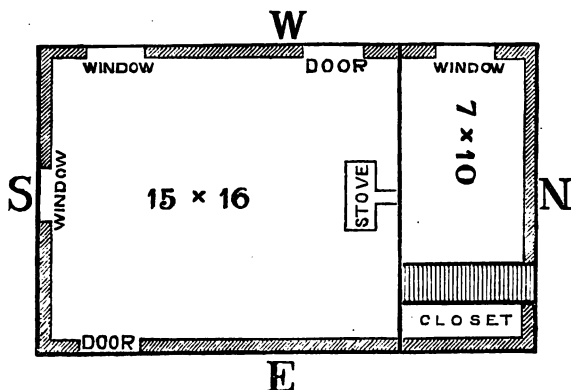 W
WINDOW DOOR WINDOW
7 × 10
S
WINDOW
15 × 16
STOVE
N
CLOSET
DOOR
E